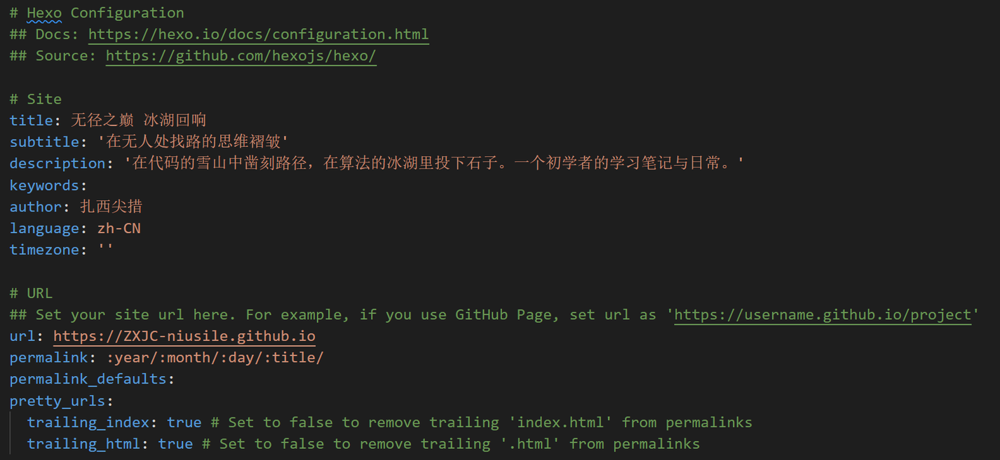 # Hexo Configuration
## Docs: https://hexo.io/docs/configuration.html
## Source: https://github.com/hexojs/hexo/
# Site
title: 无径之巅 冰湖回响
subtitle: '在无人处找路的思维褶皱'
description: '在代码的雪山中凿刻路径，在算法的冰湖里投下石子。一个初学者的学习笔记与日常。'
keywords:
author: 扎西尖措
language: zh-CN
timezone: ''
# URL
## Set your site url here. For example, if you use GitHub Page, set url as 'https://username.github.io/project'
url: https://ZXJC-niusile.github.io
permalink: :year/:month/:day/:title/
permalink_defaults:
pretty_urls:
  trailing_index: true # Set to false to remove trailing 'index.html' from permalinks
  trailing_html: true # Set to false to remove trailing '.html' from permalinks